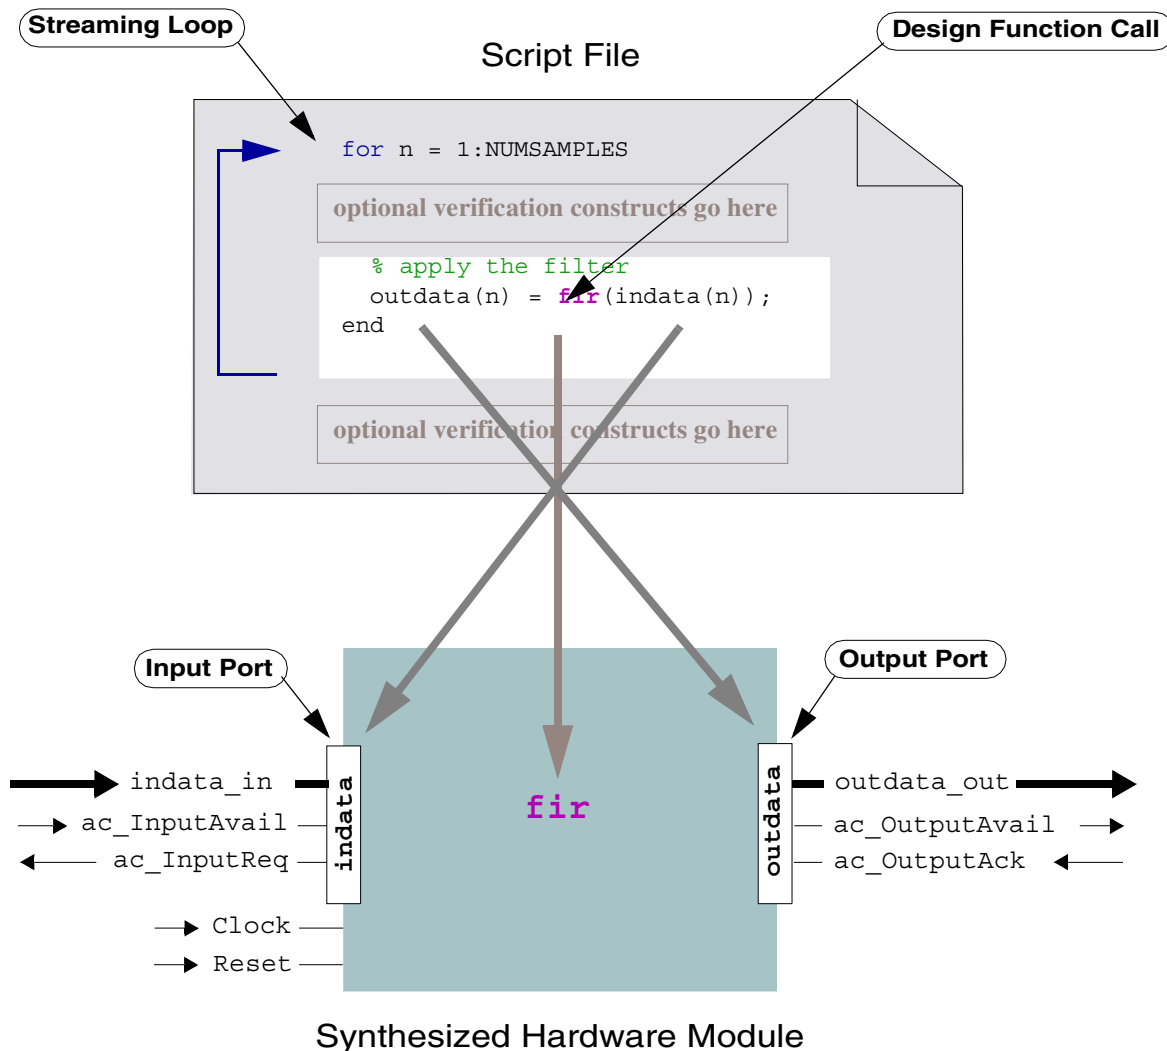 Streaming Loop
Design Function Call
Script File
for n = 1:NUMSAMPLES
optional verification constructs go here
% apply the filter
outdata(n) = fir(indata(n));
end
optional verification constructs go here
Input Port
Output Port
indata_in
ac_InputAvail
ac_InputReq
indata
Clock
Reset
fir
outdata
outdata_out
ac_OutputAvail
ac_OutputAck
Synthesized Hardware Module